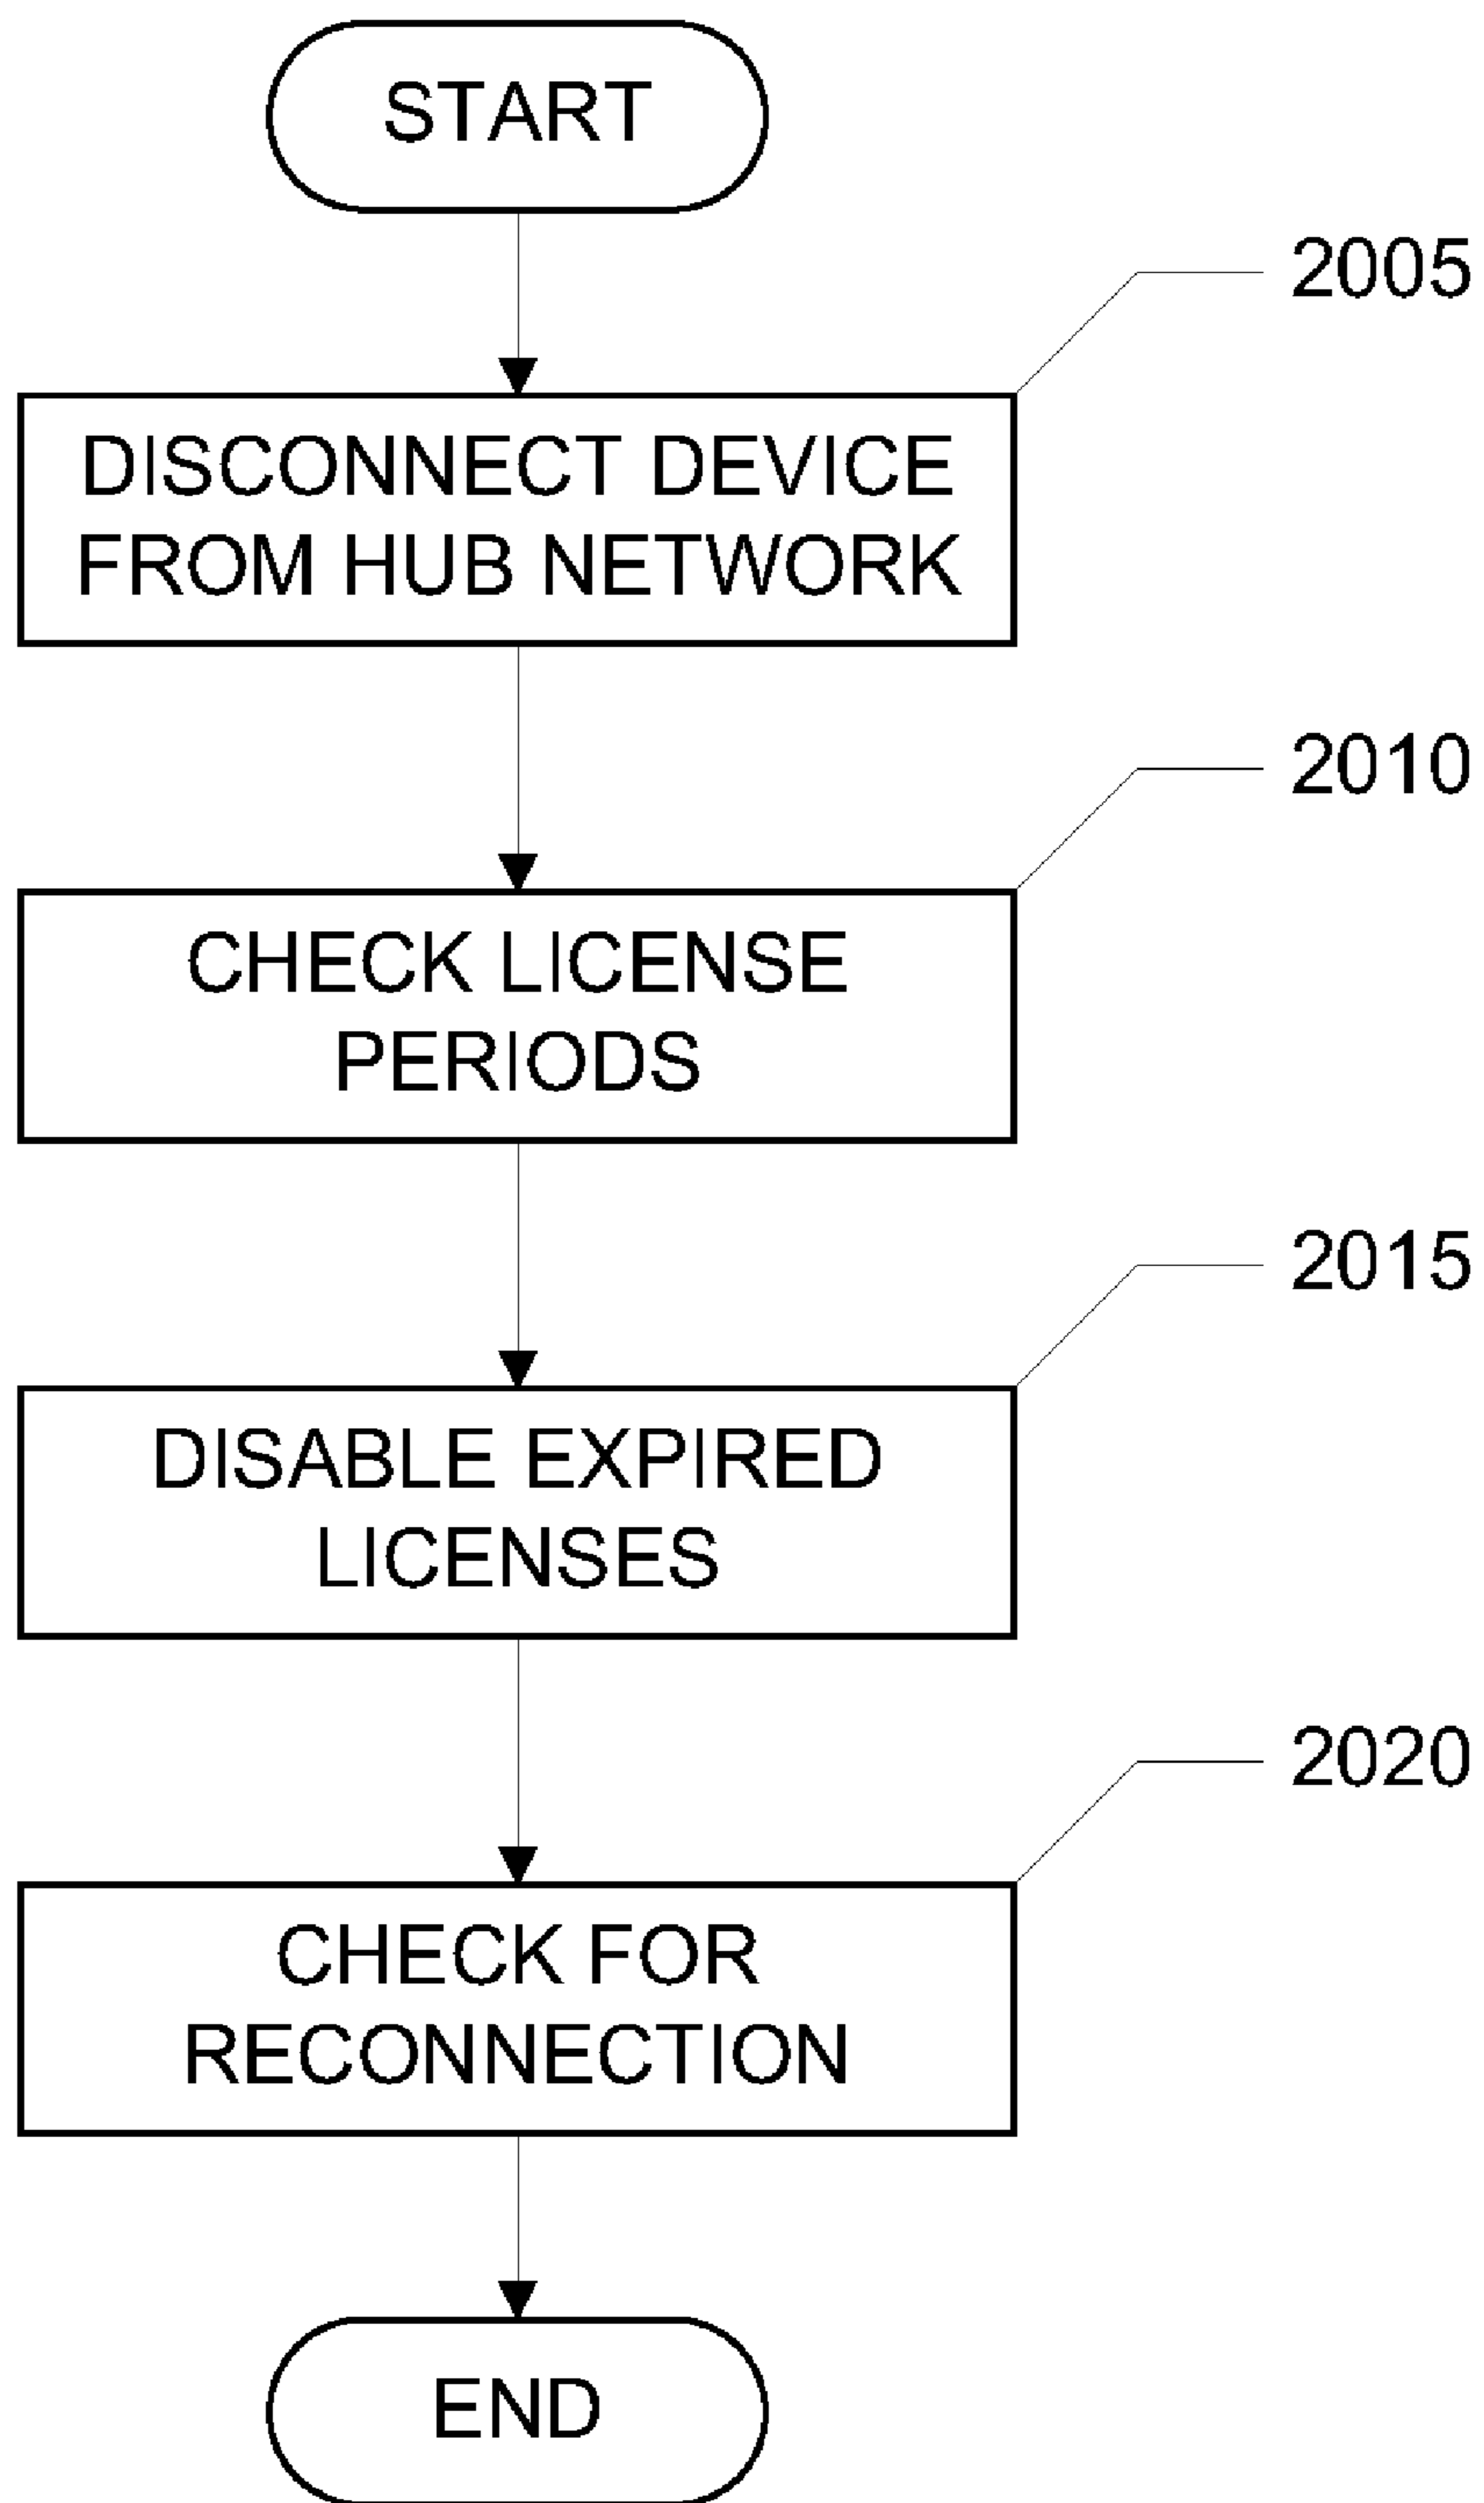 START
2005
DISCONNECT DEVICE
FROM HUB NETWORK
2010
CHECK LICENSE
PERIODS
2015
DISABLE EXPIRED
LICENSES
2020
CHECK FOR
RECONNECTION
END